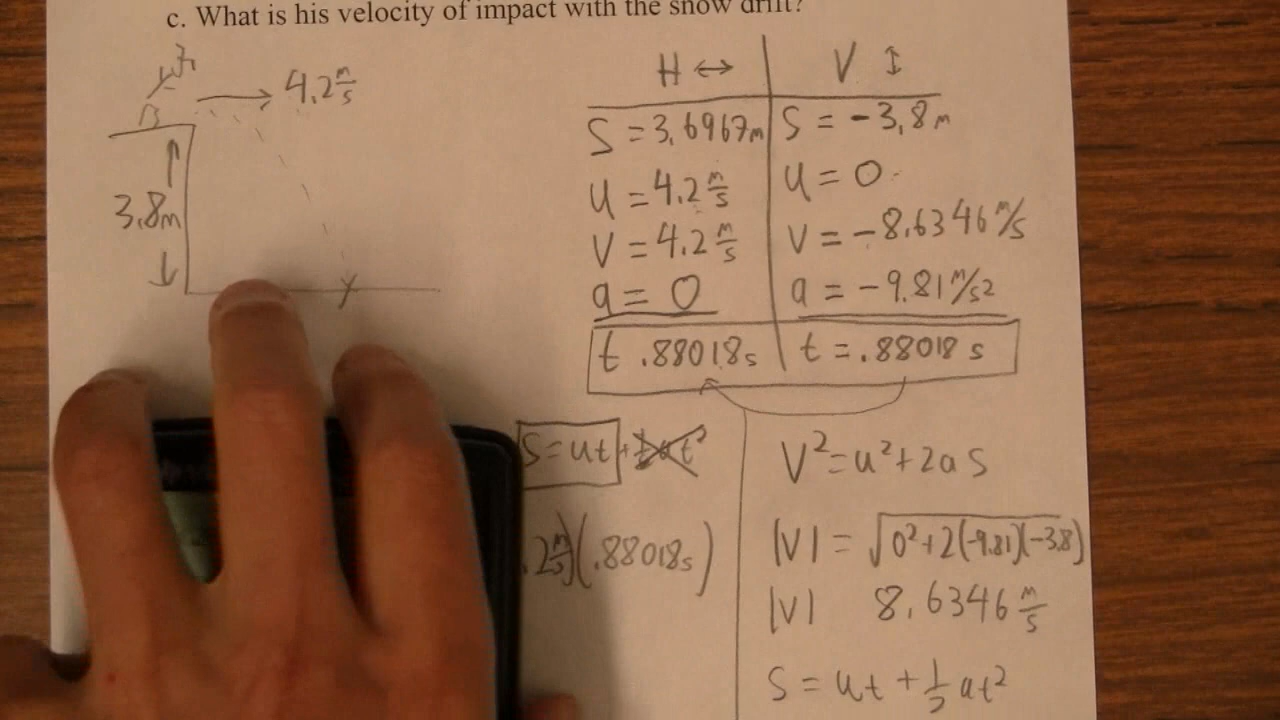 c. What is his velocity of impact with the snow drift?
4.2 m/s
3.8m
H ↔ V ↕
S = 3.6967m S = -3.8m
u = 4.2 m/s u = 0
V = 4.2 m/s V = -8.6346 m/s
a = 0 a = -9.81 m/s2
t .88018s t = .88018 s
S = ut +
V² = u² + 2a S
.2 m/s)(.88018s)
|V| = √0² + 2(-9.81)(-3.8)
|V| 8.6346 m/s
S = ut + ½ at²